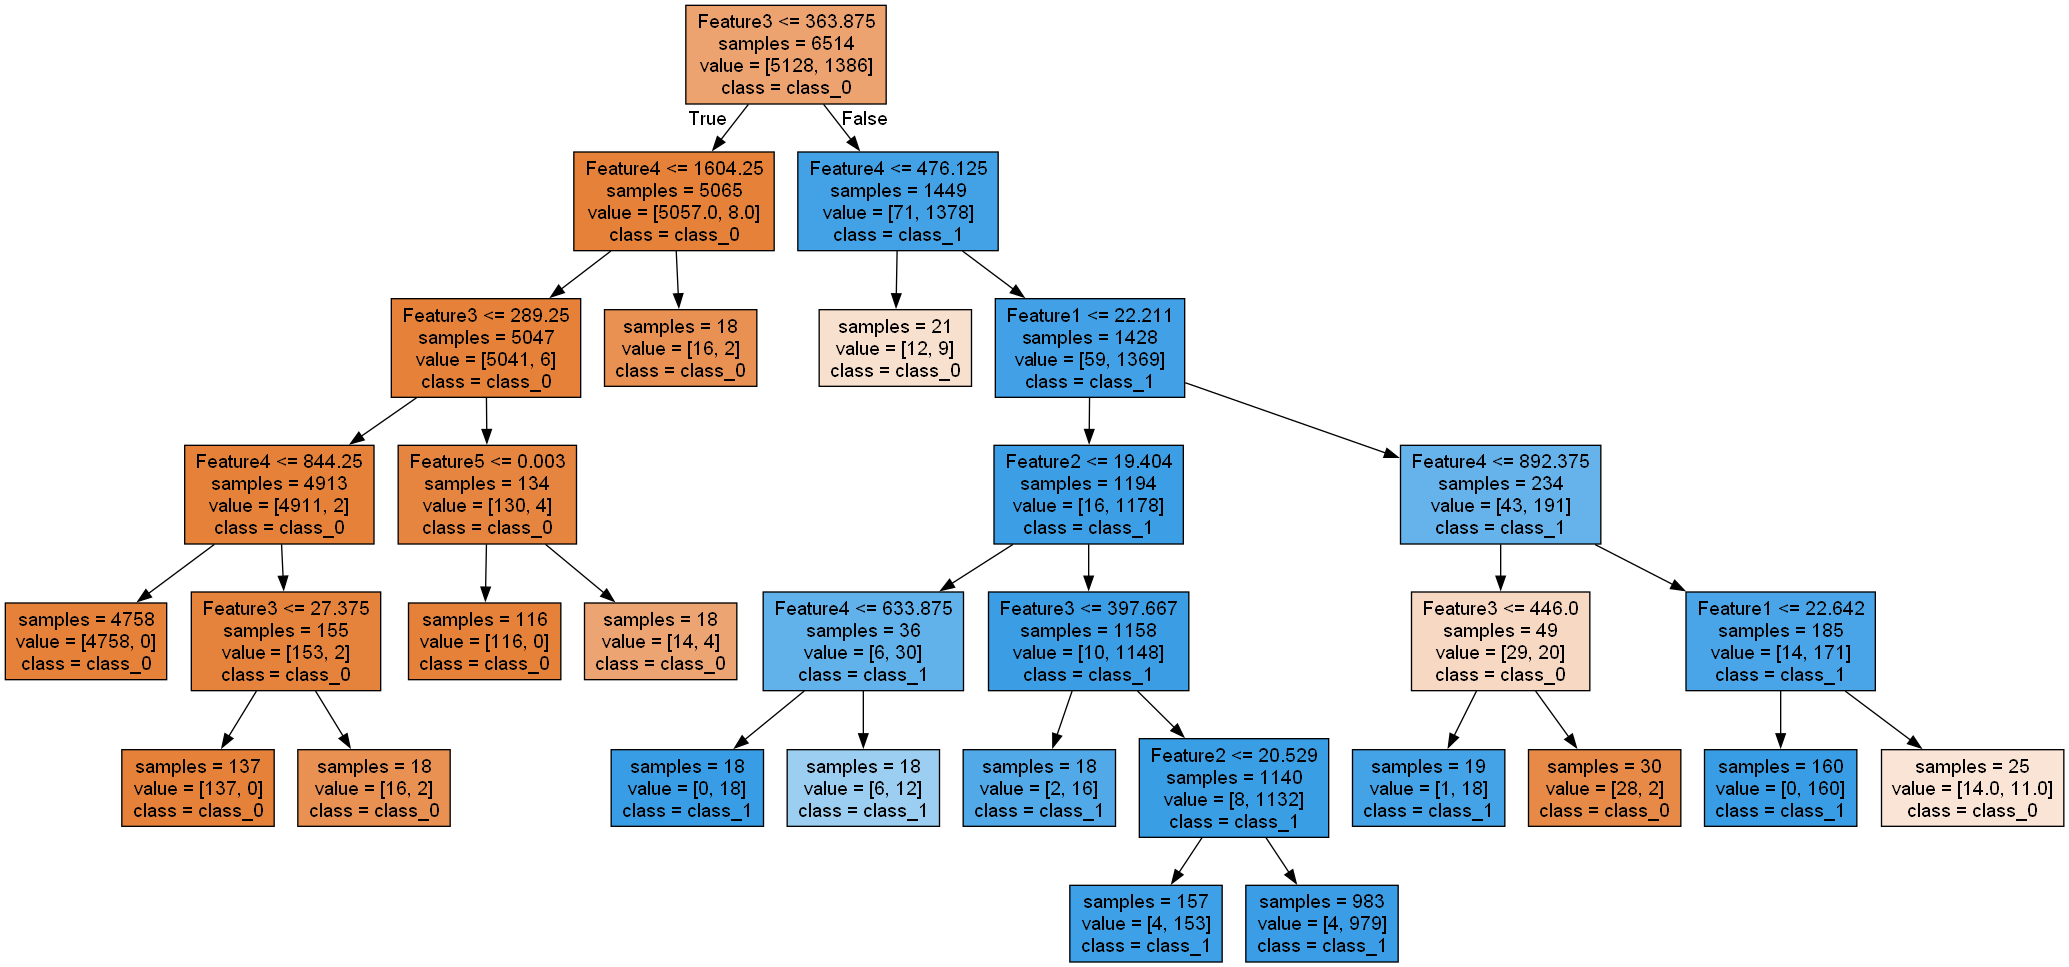 Feature3 <= 363.875
samples = 6514
value = [5128, 1386]
class = class_0
True
False
Feature4 <= 1604.25
samples = 5065
value = [5057.0, 8.0]
class = class_0
Feature4 <= 476.125
samples = 1449
value = [71, 1378]
class = class_1
Feature3 <= 289.25
samples = 5047
value = [5041, 6]
class = class_0
samples = 18
value = [16, 2]
class = class_0
samples = 21
value = [12, 9]
class = class_0
Feature1 <= 22.211
samples = 1428
value = [59, 1369]
class = class_1
Feature4 <= 844.25
samples = 4913
value = [4911, 2]
class = class_0
Feature5 <= 0.003
samples = 134
value = [130, 4]
class = class_0
Feature2 <= 19.404
samples = 1194
value = [16, 1178]
class = class_1
Feature4 <= 892.375
samples = 234
value = [43, 191]
class = class_1
samples = 4758
value = [4758, 0]
class = class_0
Feature3 <= 27.375
samples = 155
value = [153, 2]
class = class_0
samples = 116
value = [116, 0]
class = class_0
samples = 18
value = [14, 4]
class = class_0
Feature4 <= 633.875
samples = 36
value = [6, 30]
class = class_1
Feature3 <= 397.667
samples = 1158
value = [10, 1148]
class = class_1
Feature3 <= 446.0
samples = 49
value = [29, 20]
class = class_0
Feature1 <= 22.642
samples = 185
value = [14, 171]
class = class_1
samples = 137
value = [137, 0]
class = class_0
samples = 18
value = [16, 2]
class = class_0
samples = 18
value = [0, 18]
class = class_1
samples = 18
value = [6, 12]
class = class_1
samples = 18
value = [2, 16]
class = class_1
Feature2 <= 20.529
samples = 1140
value = [8, 1132]
class = class_1
samples = 19
value = [1, 18]
class = class_1
samples = 30
value = [28, 2]
class = class_0
samples = 160
value = [0, 160]
class = class_1
samples = 25
value = [14.0, 11.0]
class = class_0
samples = 157
value = [4, 153]
class = class_1
samples = 983
value = [4, 979]
class = class_1